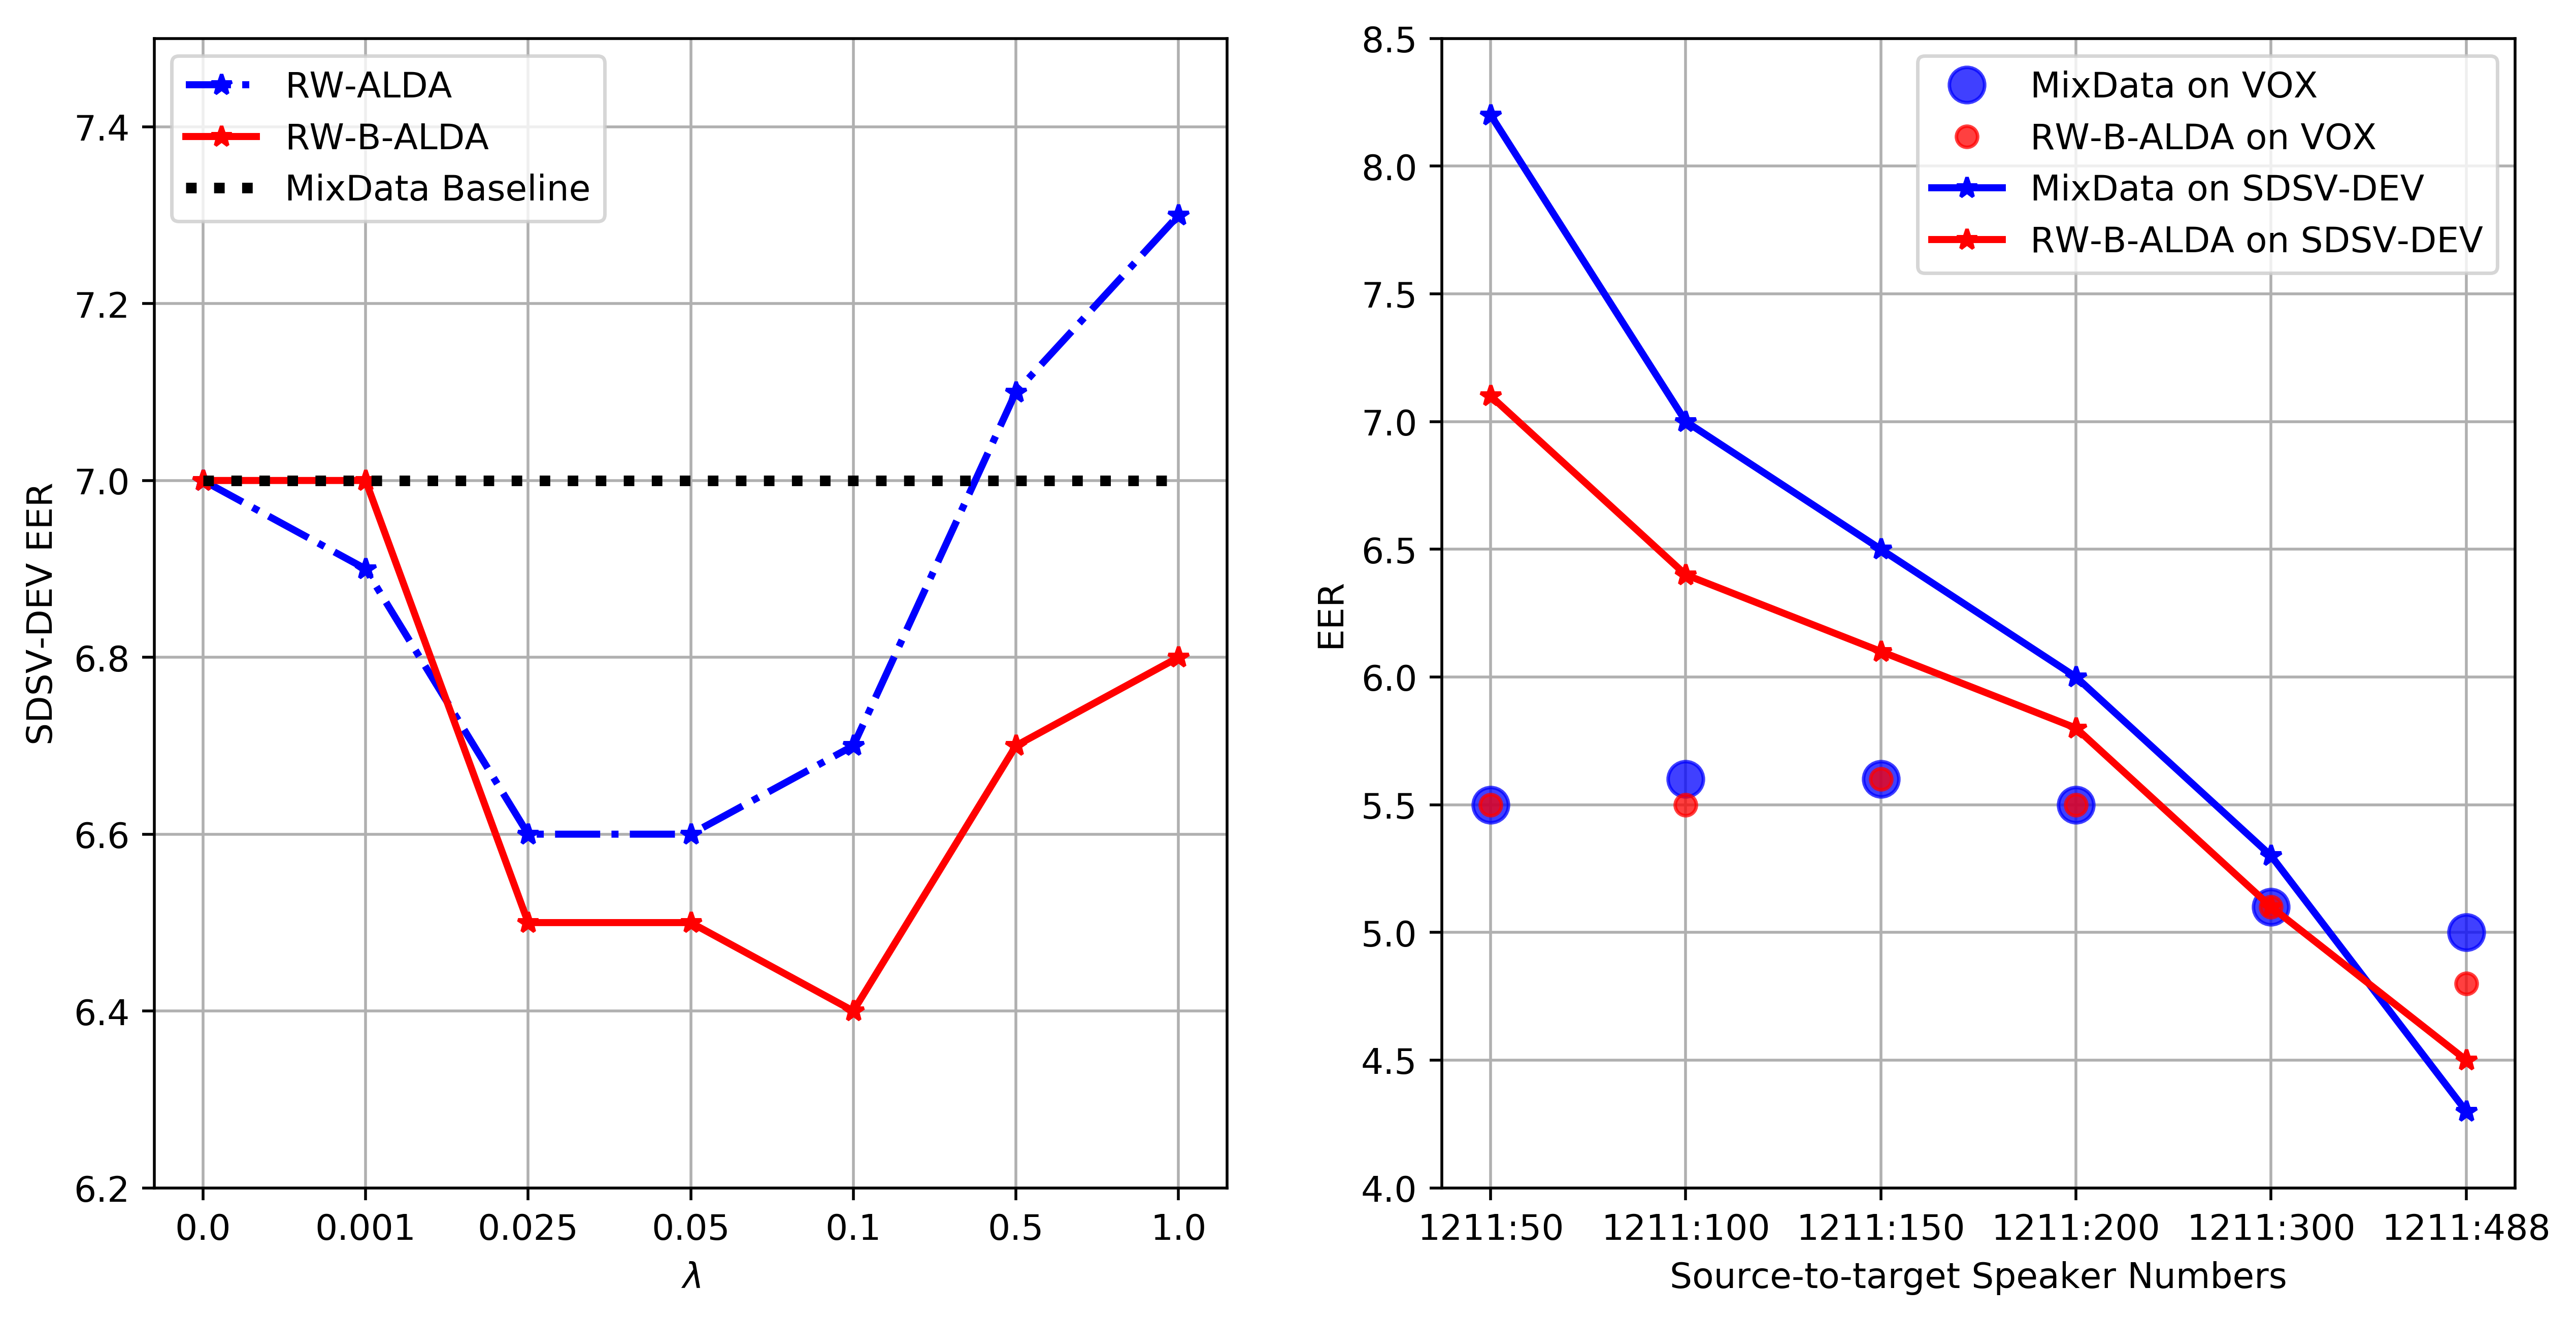 RW-ALDA
RW-B-ALDA
MixData Baseline
7.4
7.2
7.0
6.8
6.6
6.4
6.2
SDSV-DEV EER
0.0 0.001 0.025 0.05 0.1 0.5 1.0
λ
MixData on VOX
RW-B-ALDA on VOX
MixData on SDSV-DEV
RW-B-ALDA on SDSV-DEV
8.5
8.0
7.5
7.0
6.5
6.0
5.5
5.0
4.5
4.0
EER
1211:50 1211:100 1211:150 1211:200 1211:300 1211:488
Source-to-target Speaker Numbers